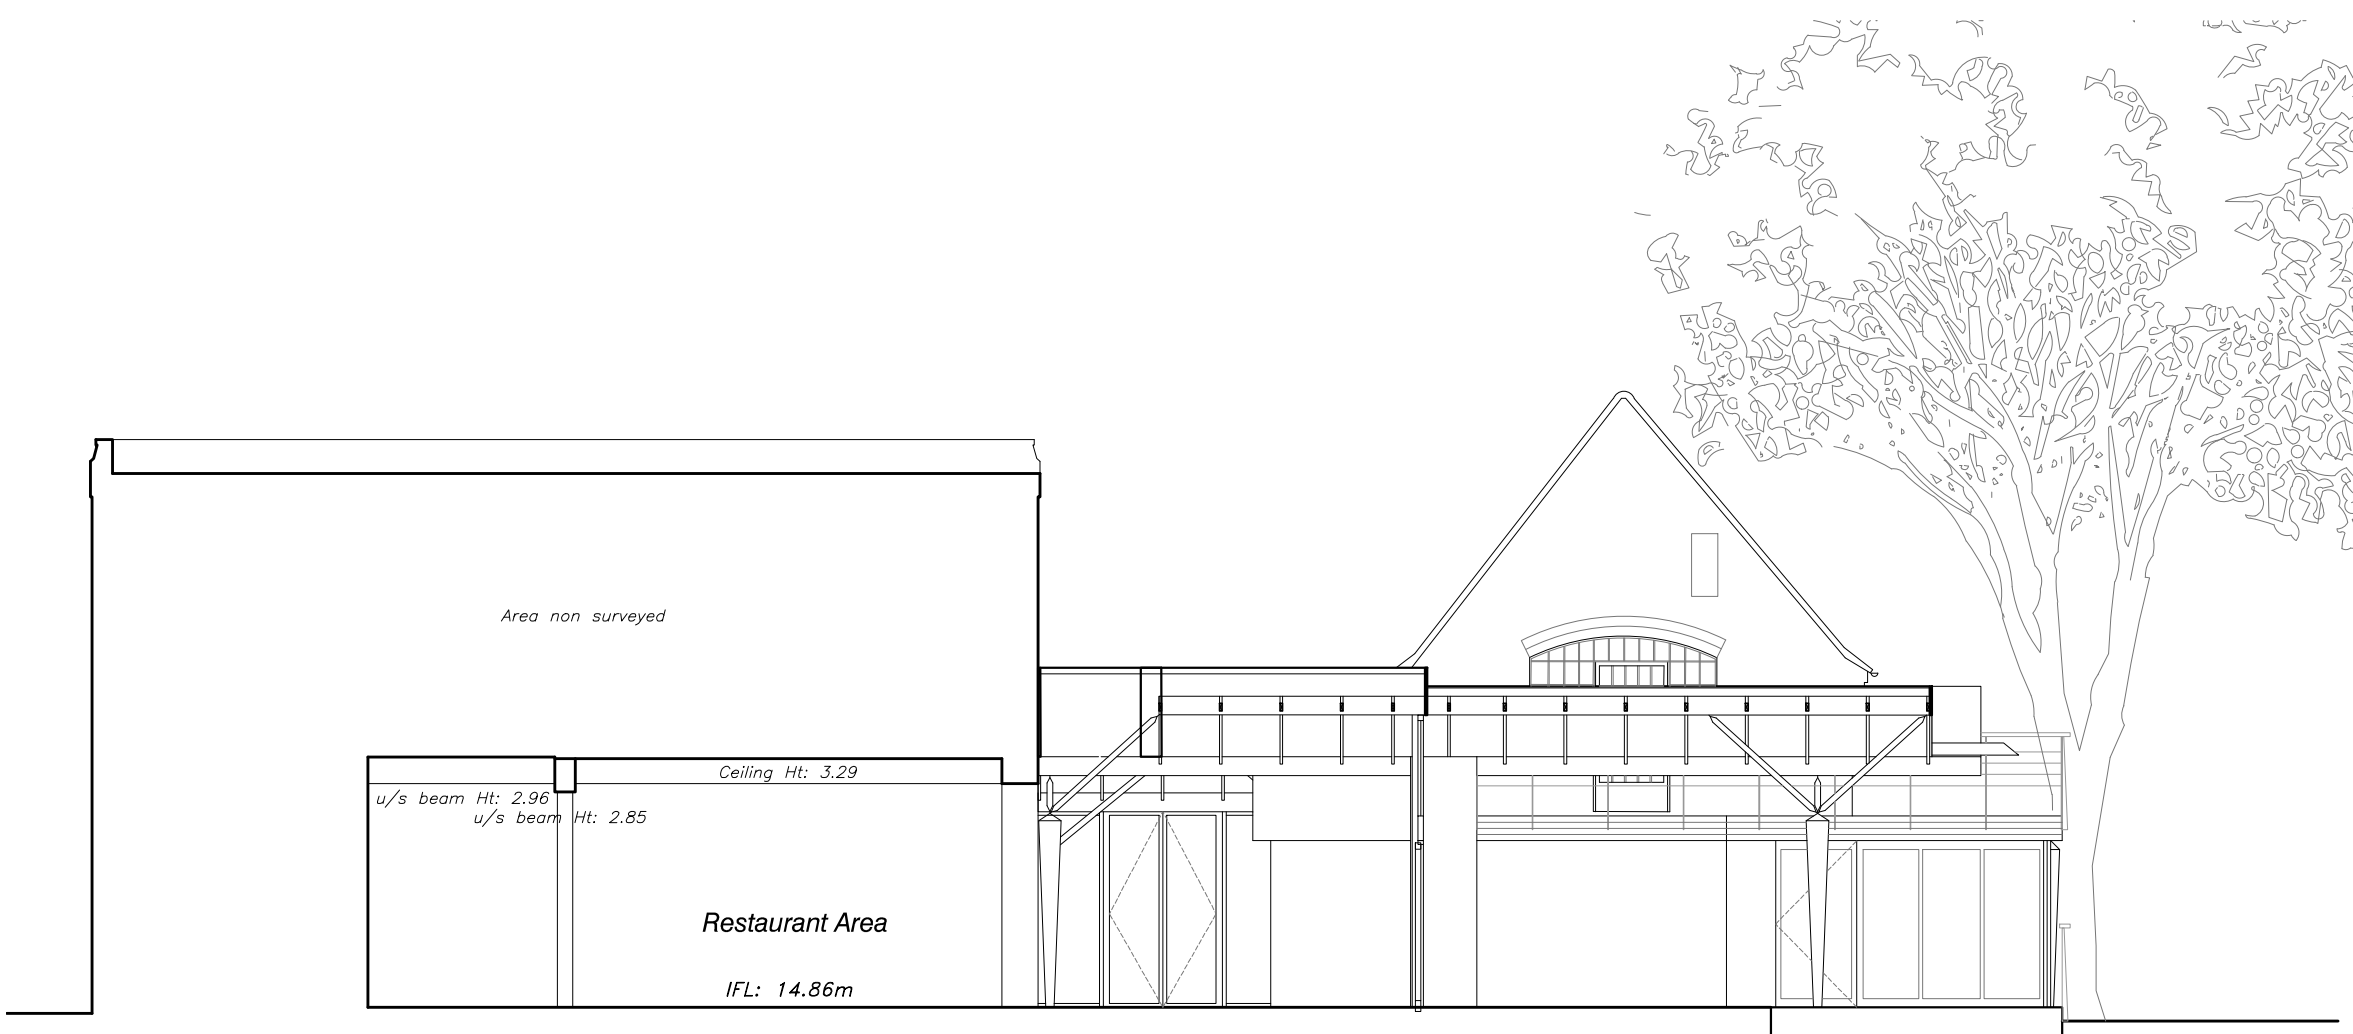 Area non surveyed
Ceiling Ht: 3.29
u/s beam Ht: 2.96
u/s beam Ht: 2.85
Restaurant Area
IFL: 14.86m